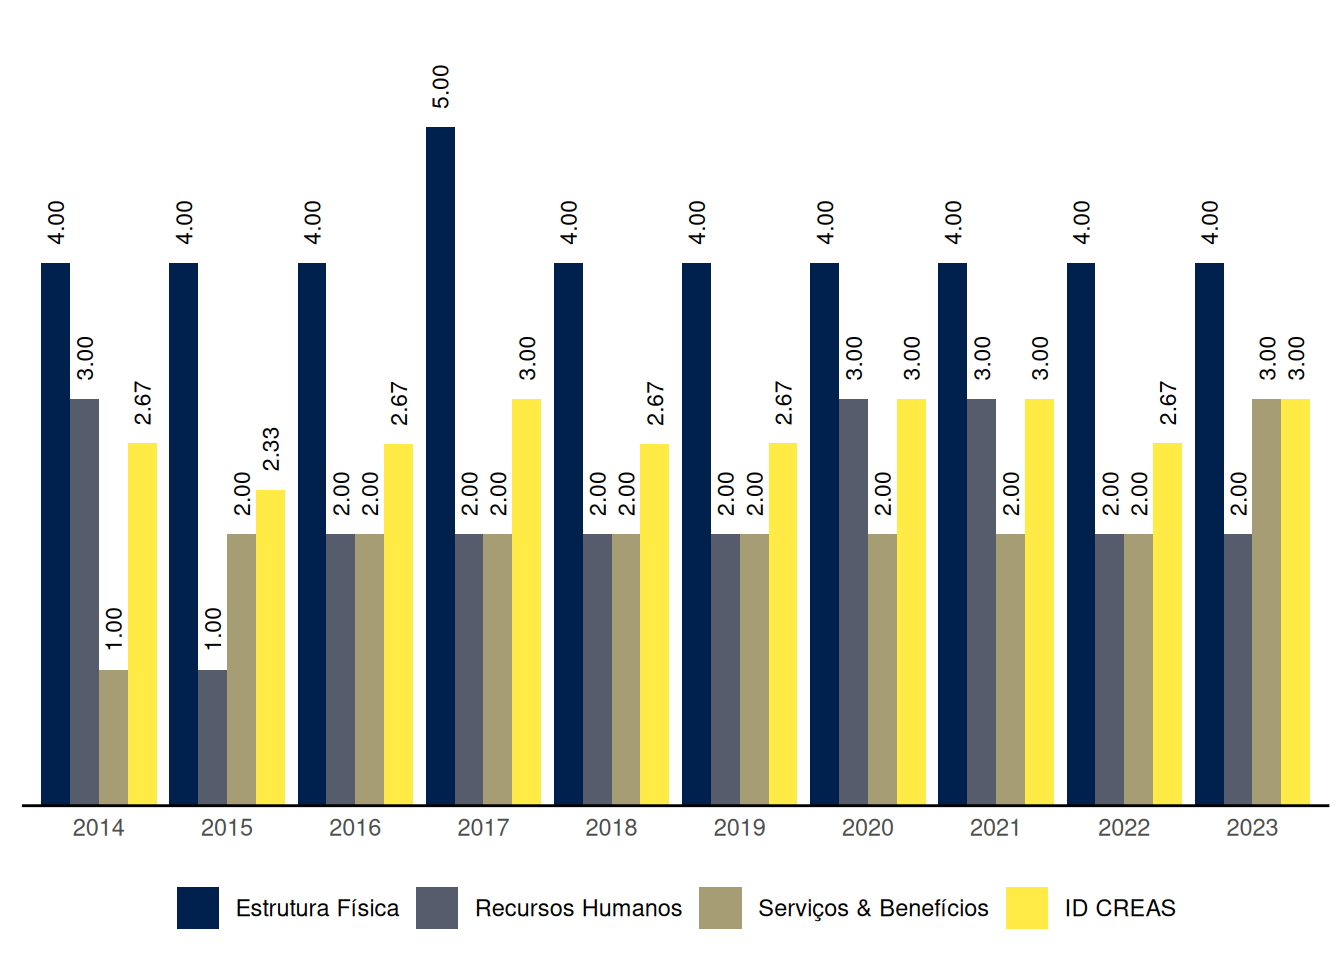 5.00
4.00 4.00 4.00 4.00 4.00 4.00 4.00 4.00 4.00
3.00 3.00 3.00 3.00 3.00 3.00 3.00 3.00
2.67 2.67 2.67 2.67 2.67
2.33
2.00 2.00 2.00 2.00 2.00 2.00 2.00 2.00 2.00 2.00 2.00 2.00 2.00 2.00
1.00 1.00
2014 2015 2016 2017 2018 2019 2020 2021 2022 2023
Estrutura Física Recursos Humanos Serviços & Benefícios ID CREAS